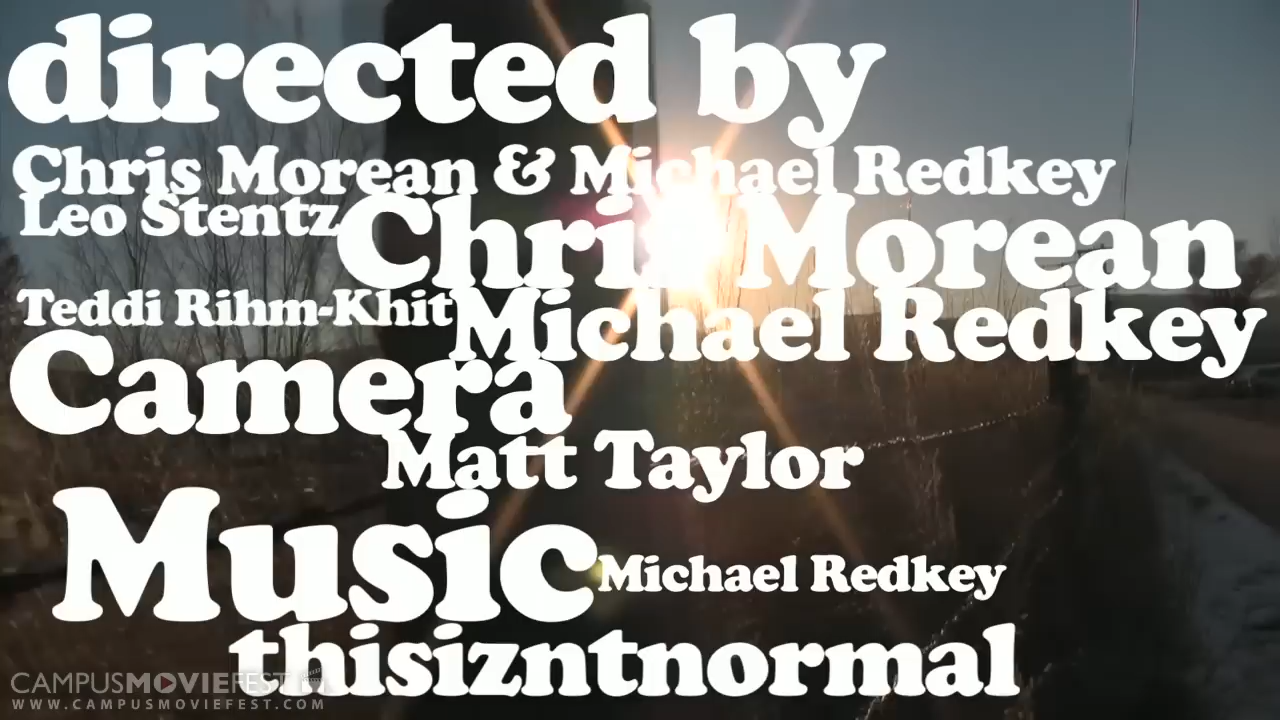 directed by
Chris Morean & Michael Redkey
Leo Stentz
Chris Morean
Teddi Rihm-Khit
Michael Redkey
Camera
Matt Taylor
Music
Michael Redkey
thisizntnormal
CAMPUSMOVIEFEST
WWW.CAMPUSMOVIEFEST.COM